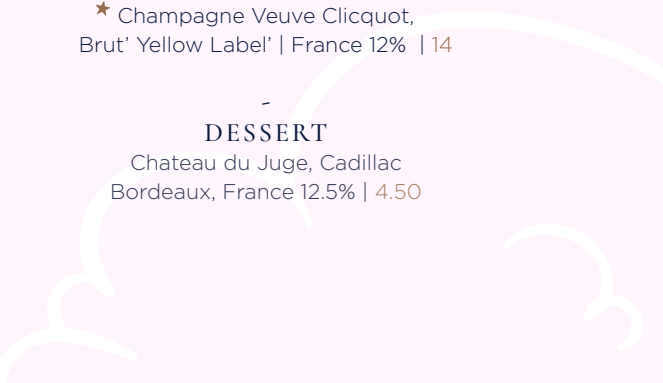 ★ Champagne Veuve Clicquot,
Brut’ Yellow Label’ | France 12% | 14
-
DESSERT
Chateau du Juge, Cadillac
Bordeaux, France 12.5% | 4.50